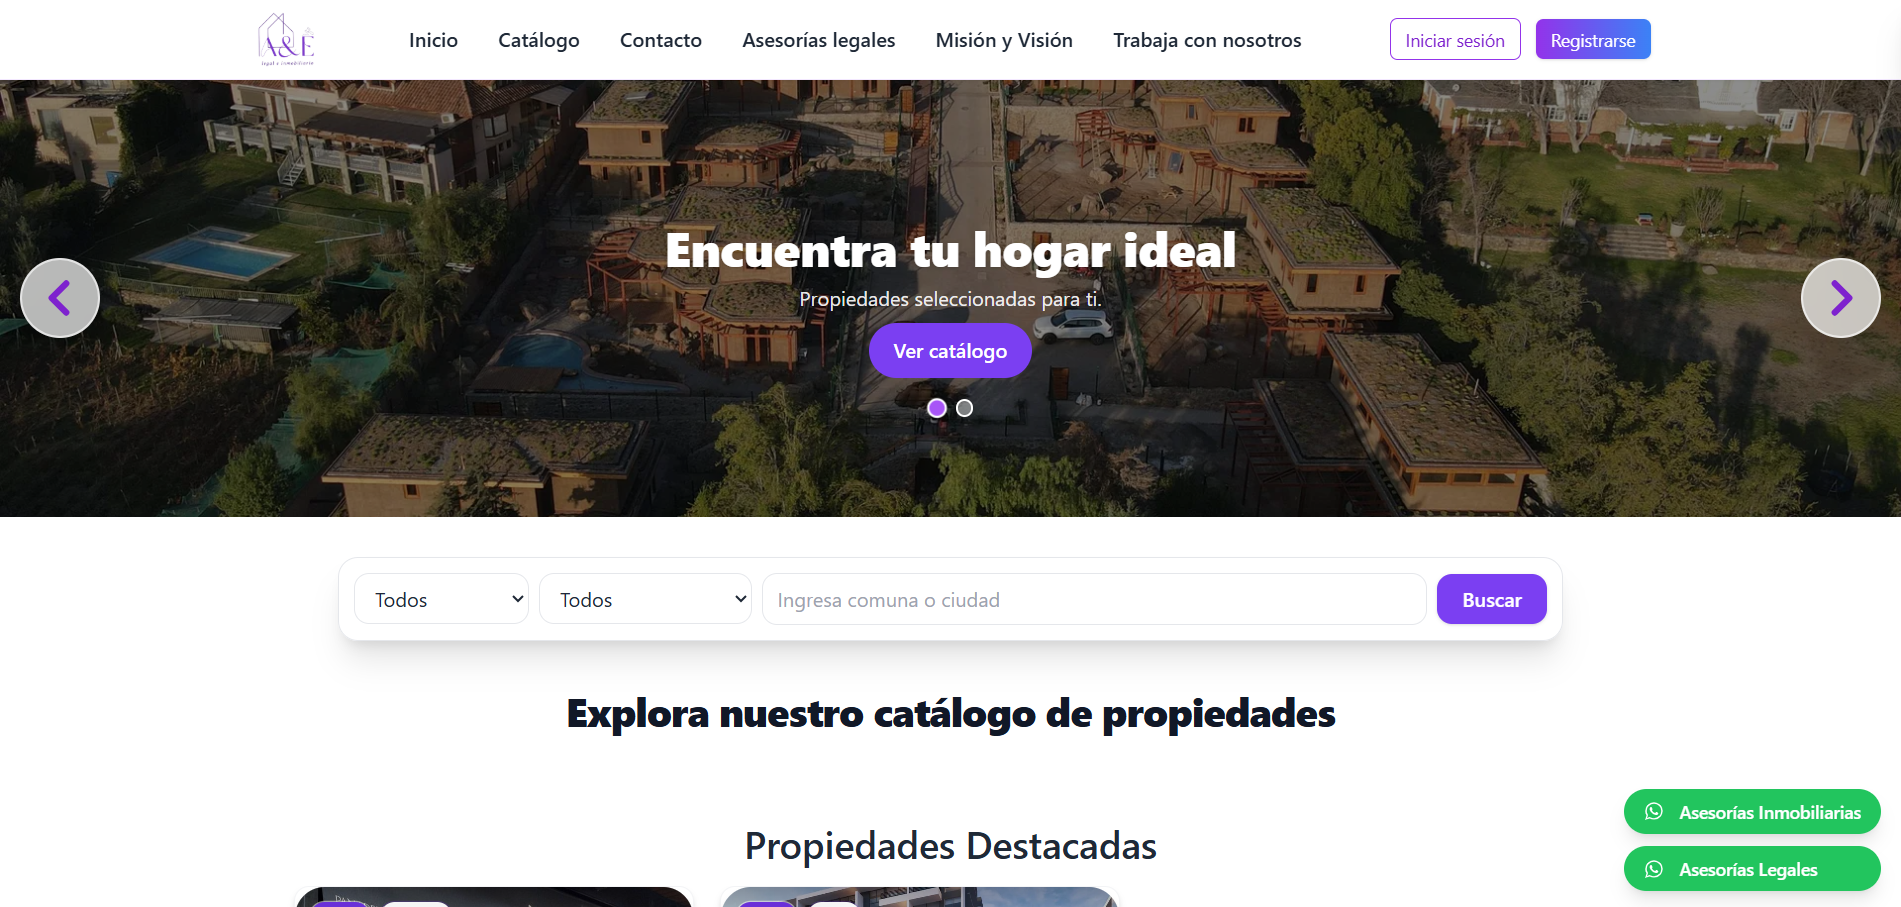 A&E
legal e inmobiliaria
Inicio
Catálogo
Contacto
Asesorías legales
Misión y Visión
Trabaja con nosotros
Iniciar sesión
Registrarse
Encuentra tu hogar ideal
Propiedades seleccionadas para ti.
Ver catálogo
Todos
Todos
Ingresa comuna o ciudad
Buscar
Explora nuestro catálogo de propiedades
Propiedades Destacadas
Asesorías Inmobiliarias
Asesorías Legales